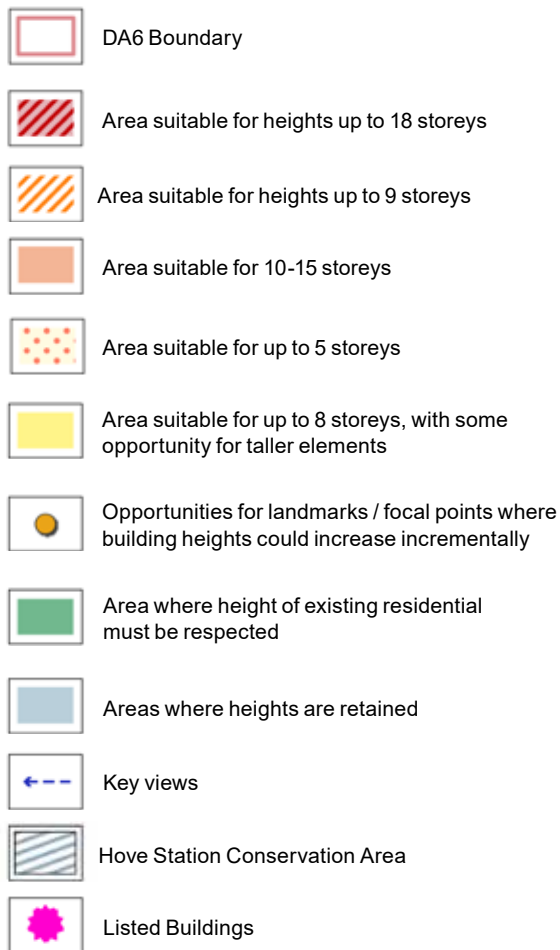 DA6 Boundary
Area suitable for heights up to 18 storeys
Area suitable for heights up to 9 storeys
Area suitable for 10-15 storeys
Area suitable for up to 5 storeys
Area suitable for up to 8 storeys, with some
opportunity for taller elements
Opportunities for landmarks / focal points where
building heights could increase incrementally
Area where height of existing residential
must be respected
Areas where heights are retained
Key views
Hove Station Conservation Area
Listed Buildings